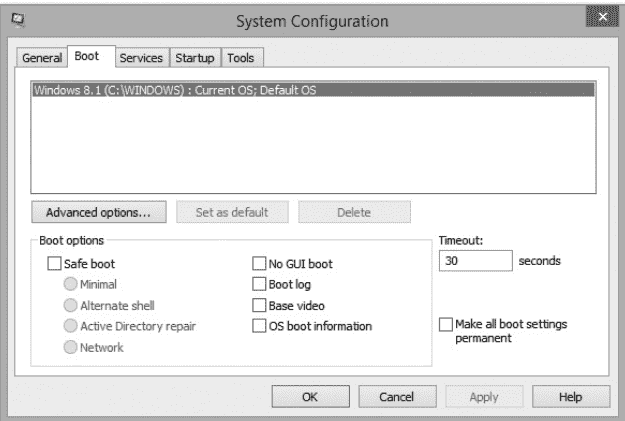 System Configuration
General Boot Services Startup Tools
Windows 8.1 (C:\WINDOWS) : Current OS; Default OS
Advanced options... Set as default Delete
Boot options
Timeout:
Safe boot No GUI boot 30 seconds
Minimal Boot log
Alternate shell Base video
Active Directory repair OS boot information Make all boot settings
permanent
Network
OK Cancel Apply Help